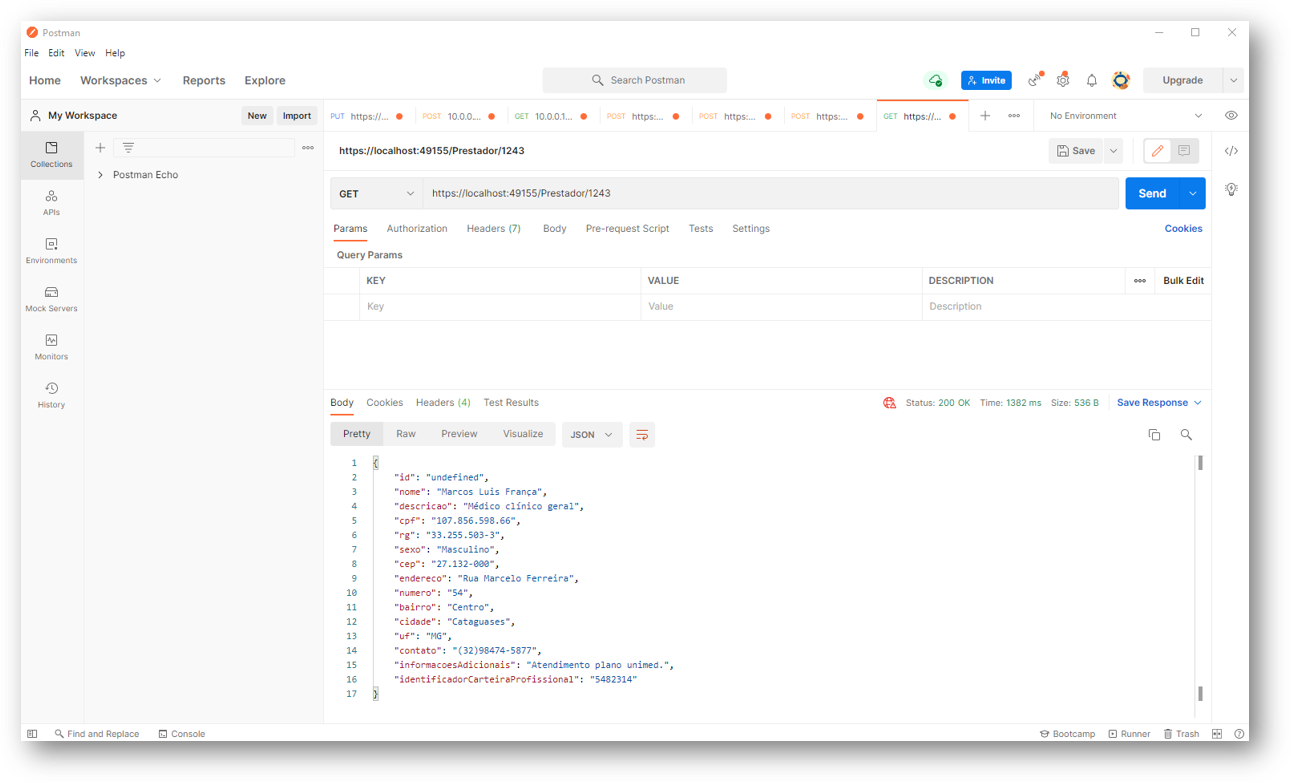 Postman
File Edit View Help
Home Workspaces Reports Explore Search Postman Invite Upgrade
My Workspace New Import PUT https://... POST 10.0.0.... GET 10.0.0.1... POST https:... POST https:... POST https:... GET https://... No Environment
Collections
APIs
Environments
Mock Servers
Monitors
History
Postman Echo
https://localhost:49155/Prestador/1243 Save
GET https://localhost:49155/Prestador/1243 Send
Params Authorization Headers (7) Body Pre-request Script Tests Settings Cookies
Query Params
KEY VALUE DESCRIPTION Bulk Edit
Key Value Description
Body Cookies Headers (4) Test Results Status: 200 OK Time: 1382 ms Size: 536 B Save Response
Pretty Raw Preview Visualize JSON
1 {
2 "id": "undefined",
3 "nome": "Marcos Luis França",
4 "descricao": "Médico clínico geral",
5 "cpf": "107.856.598.66",
6 "rg": "33.255.503-3",
7 "sexo": "Masculino",
8 "cep": "27.132-000",
9 "endereco": "Rua Marcelo Ferreira",
10 "numero": "54",
11 "bairro": "Centro",
12 "cidade": "Cataguases",
13 "uf": "MG",
14 "contato": "(32)98474-5877",
15 "informacoesAdicionais": "Atendimento plano unimed.",
16 "identificadorCarteiraProfissional": "5482314"
17 }
Find and Replace Console Bootcamp Runner Trash